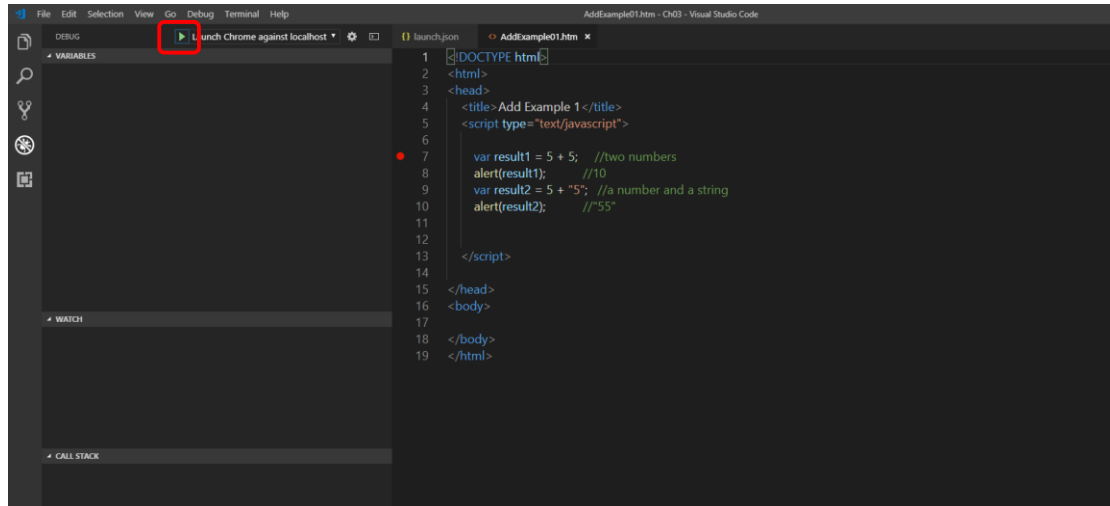 File Edit Selection View Go Debug Terminal Help AddExample01.htm - Ch03 - Visual Studio Code
DEBUG Launch Chrome against localhost {} launch.json <> AddExample01.htm ×
VARIABLES
WATCH
CALL STACK
1 <!DOCTYPE html>
2 <html>
3 <head>
4 <title>Add Example 1</title>
5 <script type="text/javascript">
6
7 var result1 = 5 + 5; //two numbers
8 alert(result1); //10
9 var result2 = 5 + "5"; //a number and a string
10 alert(result2); //"55"
11
12
13 </script>
14
15 </head>
16 <body>
17
18 </body>
19 </html>